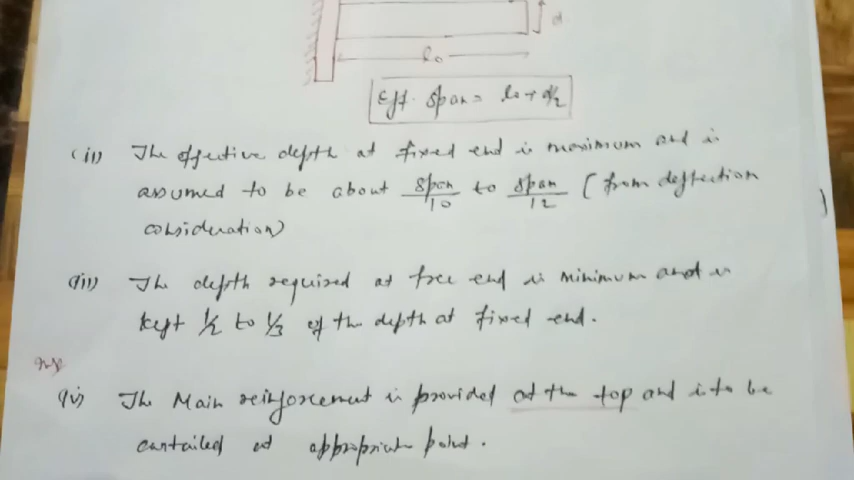 d
l₀
Eff. Span = l₀ + d/2
(ii) The effective depth at fixed end is maximum and is
assumed to be about Span/10 to Span/12 (from deflection
consideration)
(iii) The depth required at free end is minimum and is
kept 1/2 to 1/3 of the depth at fixed end.
(iv) The Main reinforcement is provided at the top and is to be
curtailed at appropriate point.